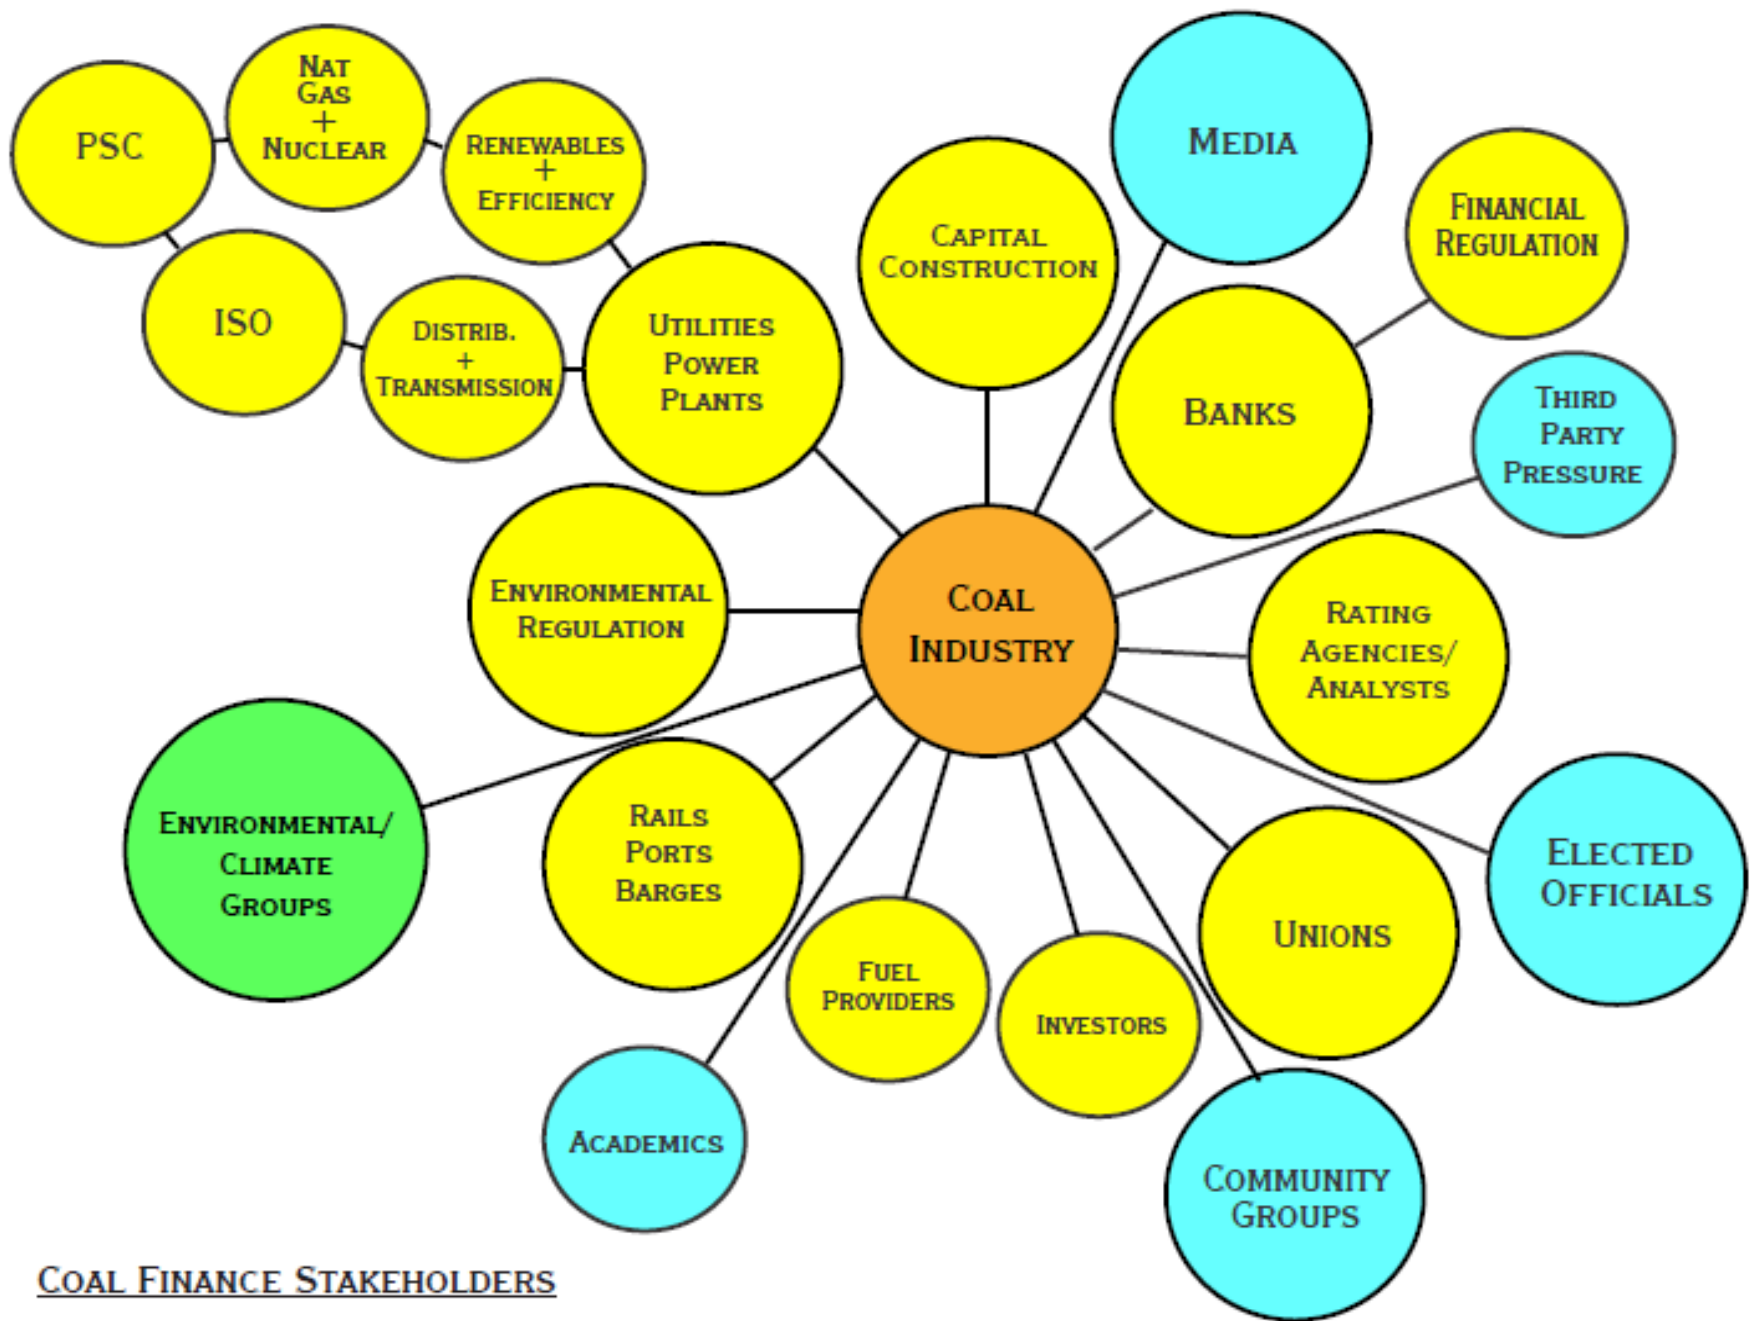 NAT
GAS
+
NUCLEAR
PSC
RENEWABLES
+
EFFICIENCY
MEDIA
FINANCIAL
REGULATION
CAPITAL
CONSTRUCTION
ISO
DISTRIB.
+
TRANSMISSION
UTILITIES
POWER
PLANTS
BANKS
THIRD
PARTY
PRESSURE
ENVIRONMENTAL
REGULATION
COAL
INDUSTRY
RATING
AGENCIES/
ANALYSTS
ENVIRONMENTAL/
CLIMATE
GROUPS
RAILS
PORTS
BARGES
ELECTED
OFFICIALS
UNIONS
FUEL
PROVIDERS
INVESTORS
ACADEMICS
COMMUNITY
GROUPS
COAL FINANCE STAKEHOLDERS